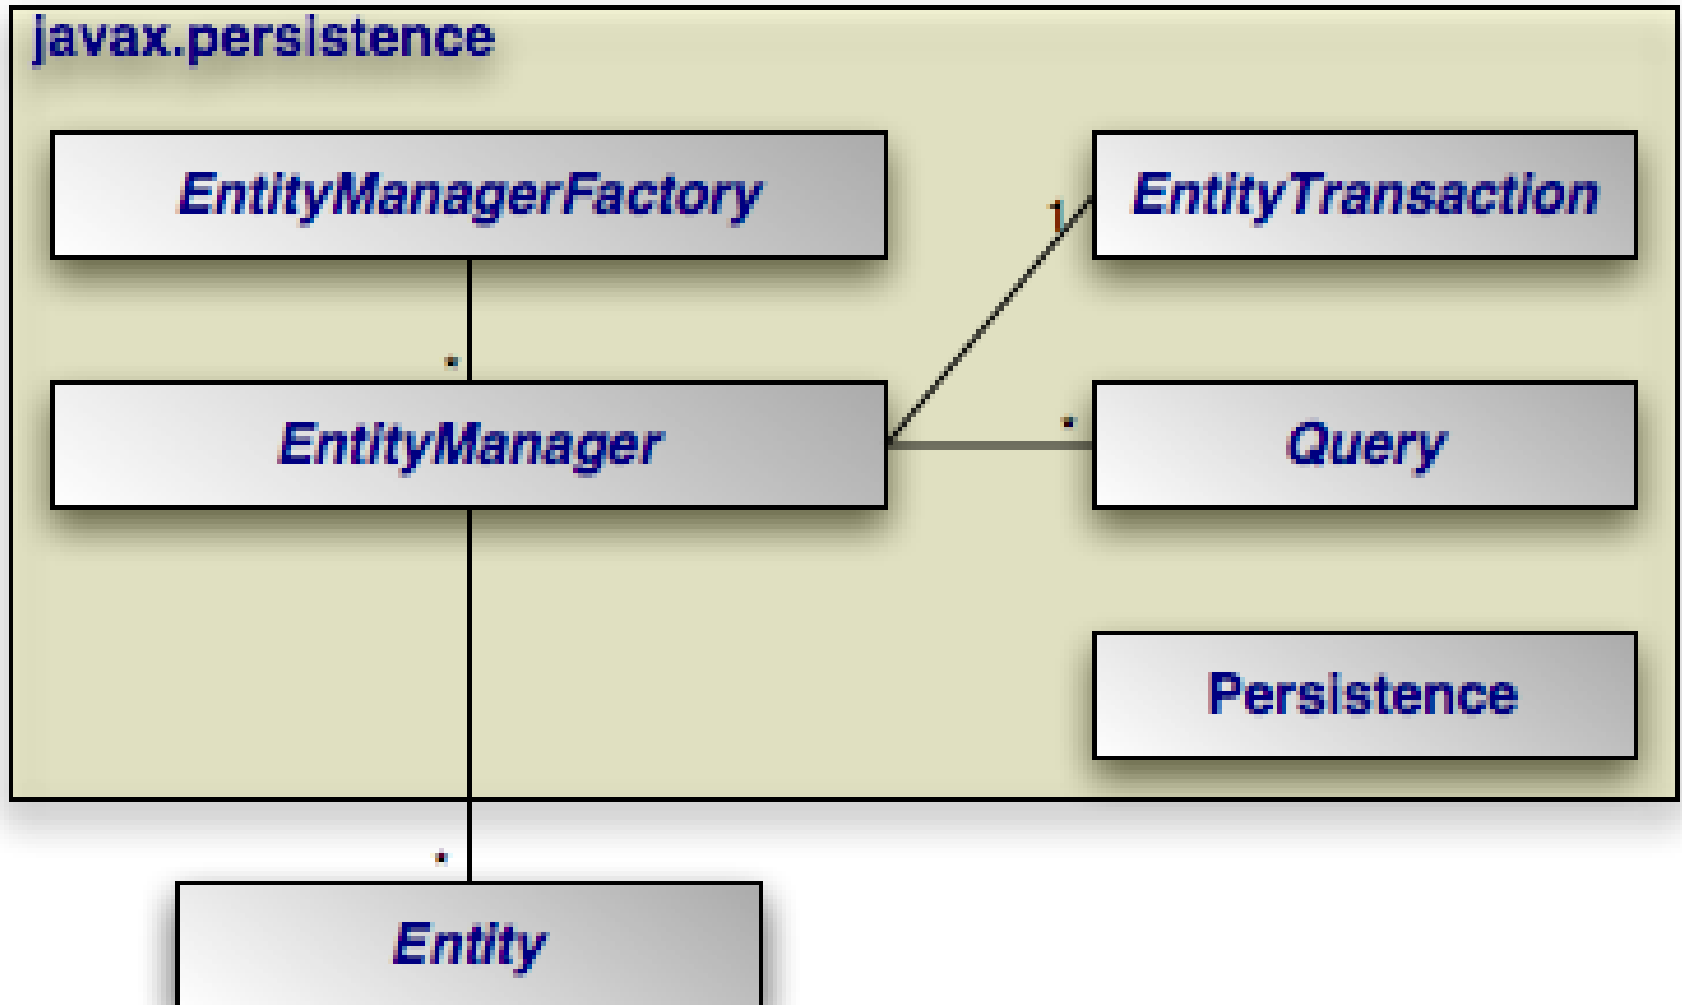 javax.persistence
EntityManagerFactory
1
EntityTransaction
*
EntityManager
*
Query
Persistence
*
Entity